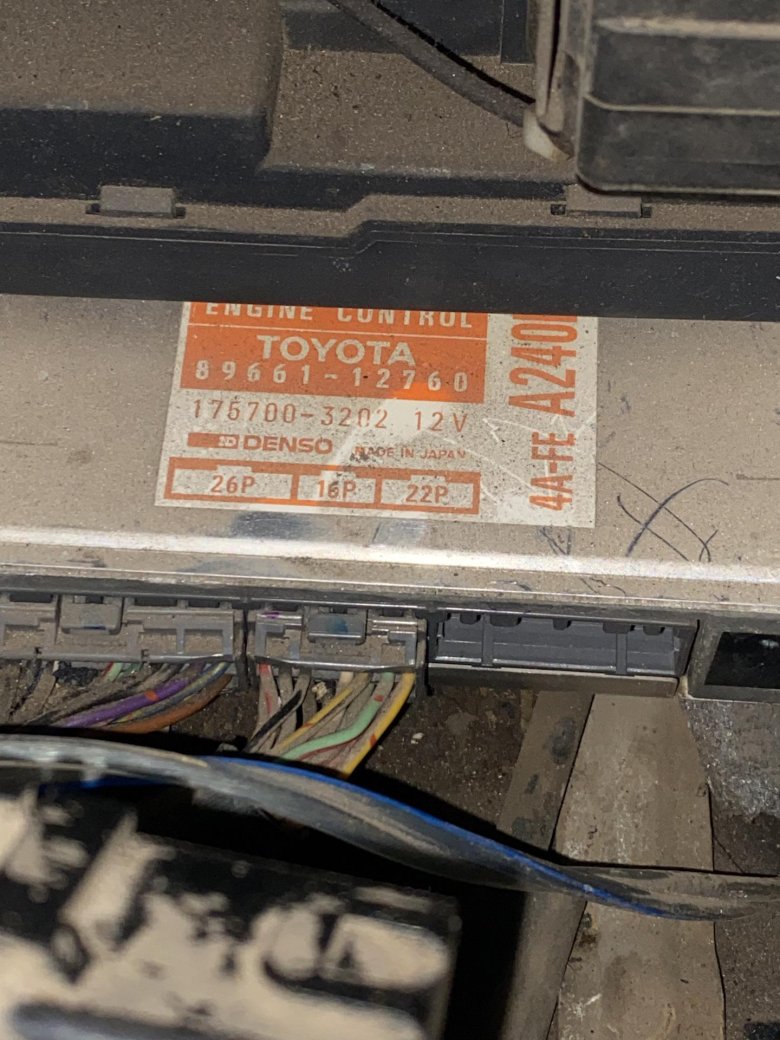 ENGINE CONTROL
TOYOTA
89661-12760
175700-3202 12V
DENSO MADE IN JAPAN
26P 16P 22P
4A-FE A240